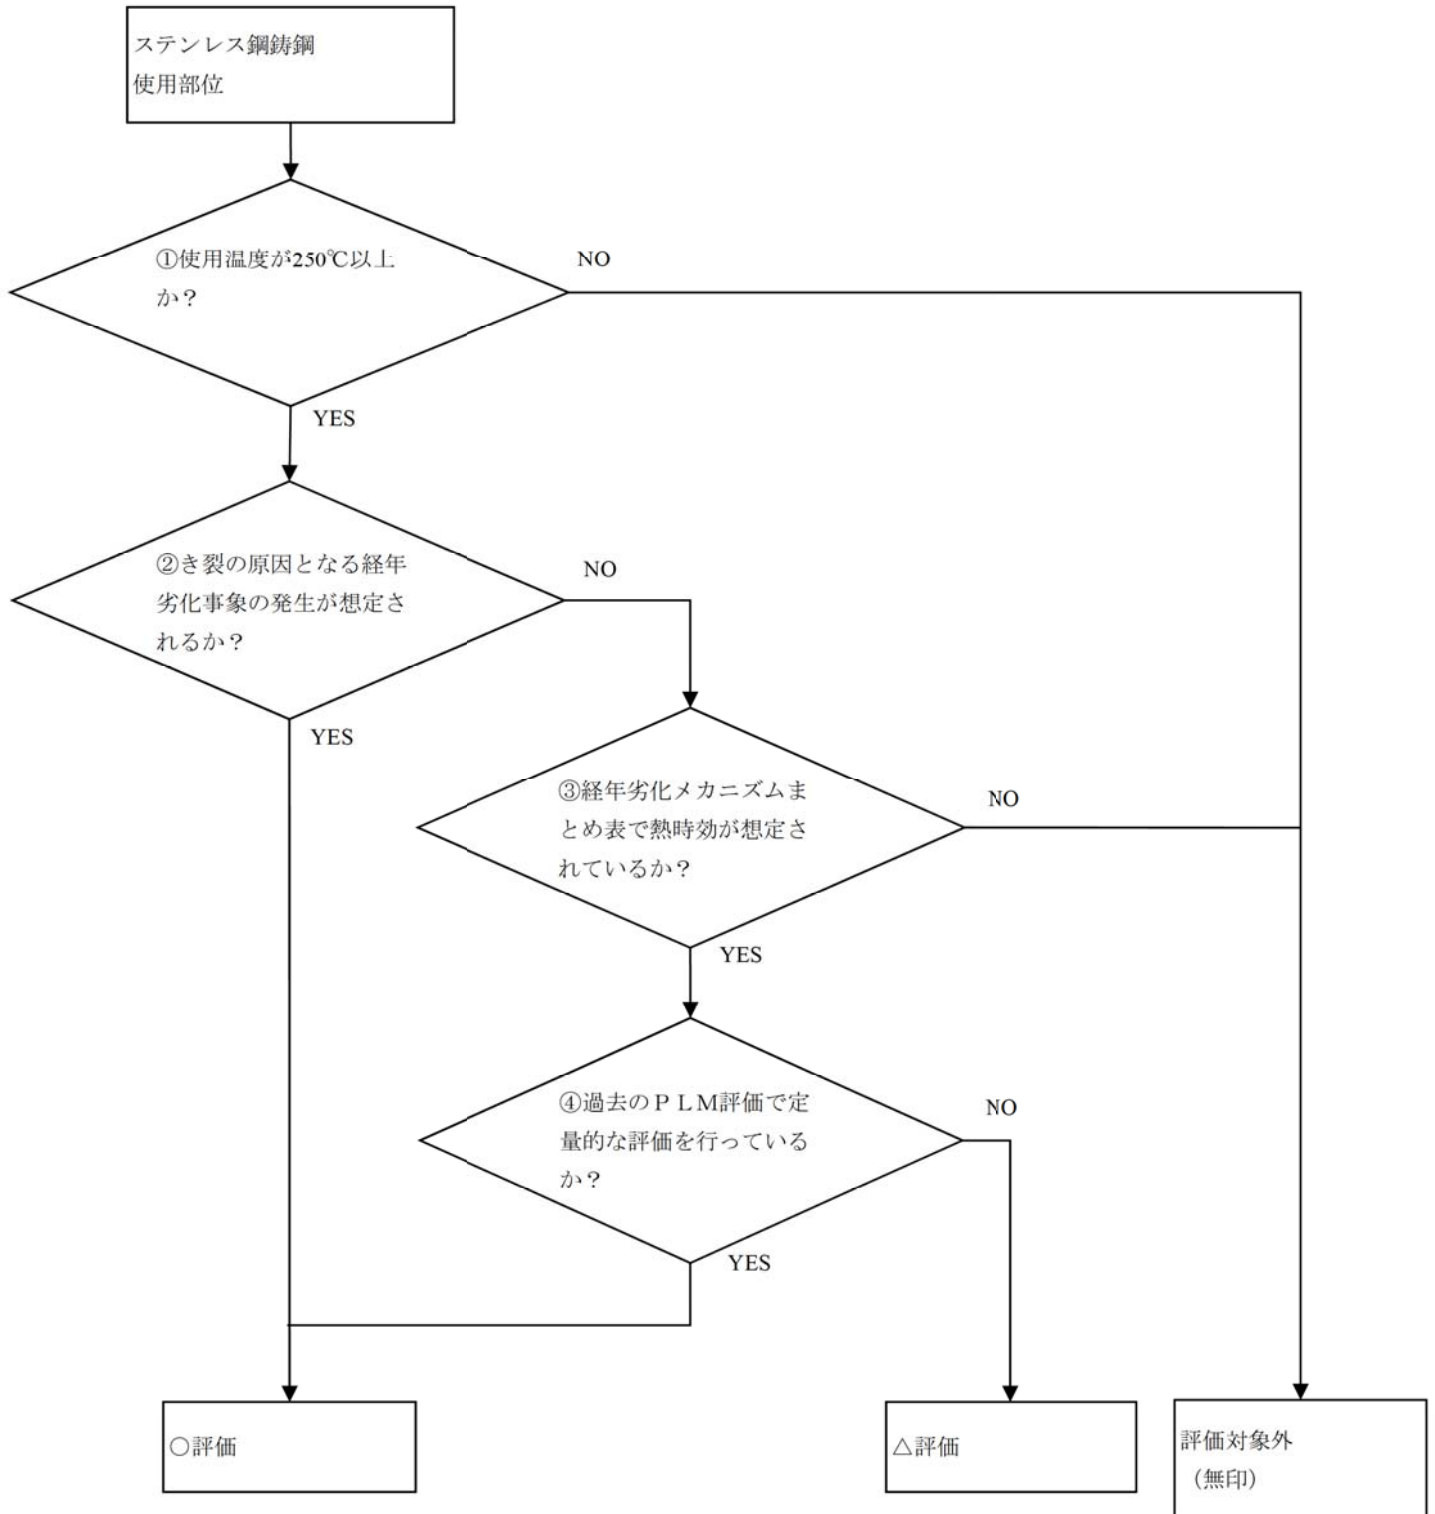 ステンレス鋼鋳鋼
使用部位
①使用温度が250℃以上
か？
NO
YES
②き裂の原因となる経年
劣化事象の発生が想定さ
れるか？
NO
YES
③経年劣化メカニズムま
とめ表で熱時効が想定さ
れているか？
NO
YES
④過去のＰＬＭ評価で定
量的な評価を行っている
か？
NO
YES
○評価
△評価
評価対象外
（無印）